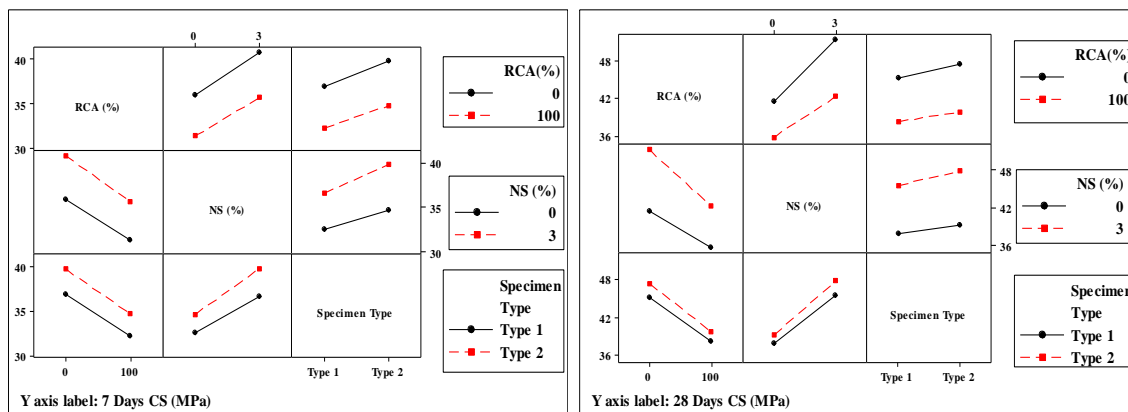 0 3
40
35
30
RCA (%)
RCA(%)
0
100
NS (%)
40
35
30
NS (%)
0
3
40
35
30
Specimen Type
Specimen
Type
Type 1
Type 2
0 100
Type 1 Type 2
Y axis label: 7 Days CS (MPa)
0 3
48
42
36
RCA (%)
RCA(%)
0
100
NS (%)
48
42
36
NS (%)
0
3
48
42
36
Specimen Type
Specimen
Type
Type 1
Type 2
0 100
Type 1 Type 2
Y axis label: 28 Days CS (MPa)